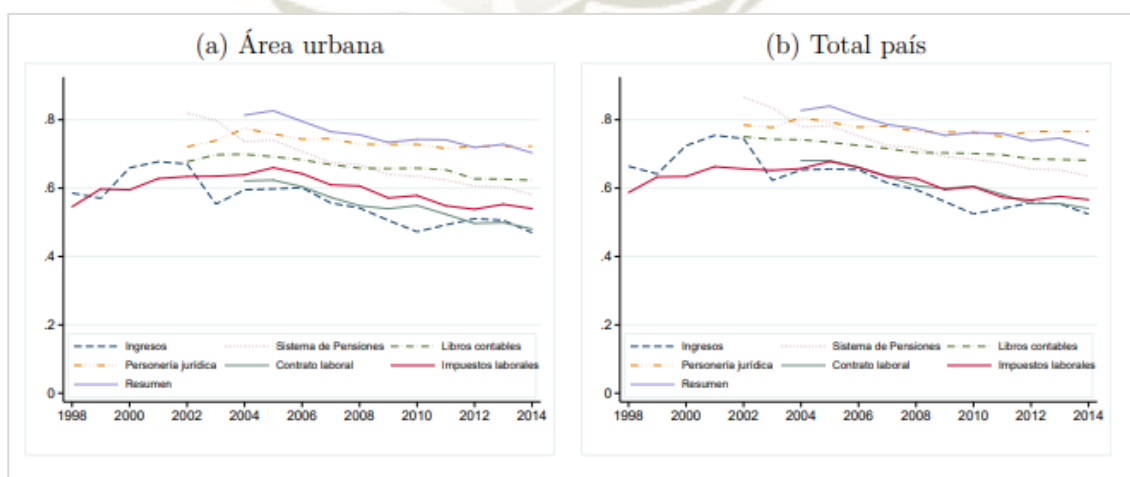 (a) Área urbana
.8
.6
.4
.2
0
Ingresos Sistema de Pensiones Libros contables
Personería jurídica Contrato laboral Impuestos laborales
Resumen
1998 2000 2002 2004 2006 2008 2010 2012 2014
(b) Total país
.8
.6
.4
.2
0
Ingresos Sistema de Pensiones Libros contables
Personería jurídica Contrato laboral Impuestos laborales
Resumen
1998 2000 2002 2004 2006 2008 2010 2012 2014